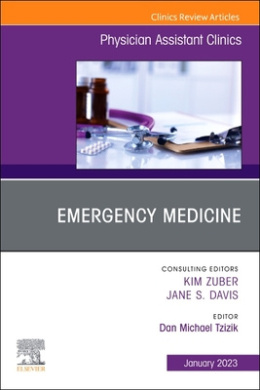 Clinics Review Articles
Physician Assistant Clinics
EMERGENCY MEDICINE
CONSULTING EDITORS
KIM ZUBER
JANE S. DAVIS
EDITOR
Dan Michael Tzizik
ELSEVIER
January 2023